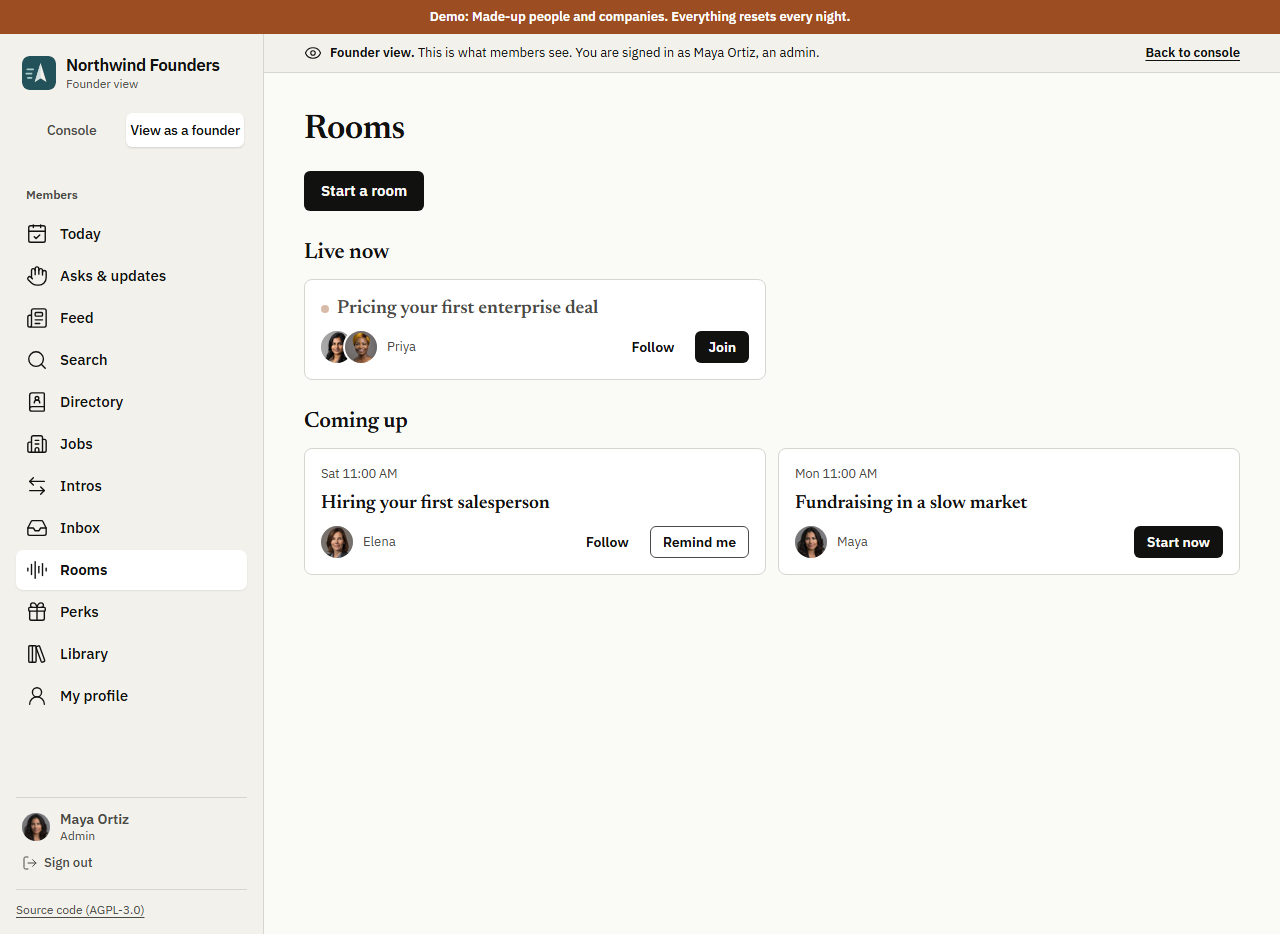 Demo: Made-up people and companies. Everything resets every night.
Northwind Founders
Founder view
Console
View as a founder
Members
Today
Asks & updates
Feed
Search
Directory
Jobs
Intros
Inbox
Rooms
Perks
Library
My profile
Maya Ortiz
Admin
Sign out
Source code (AGPL-3.0)
Founder view. This is what members see. You are signed in as Maya Ortiz, an admin.
Back to console
Rooms
Start a room
Live now
Pricing your first enterprise deal
Priya
Follow
Join
Coming up
Sat 11:00 AM
Hiring your first salesperson
Elena
Follow
Remind me
Mon 11:00 AM
Fundraising in a slow market
Maya
Start now